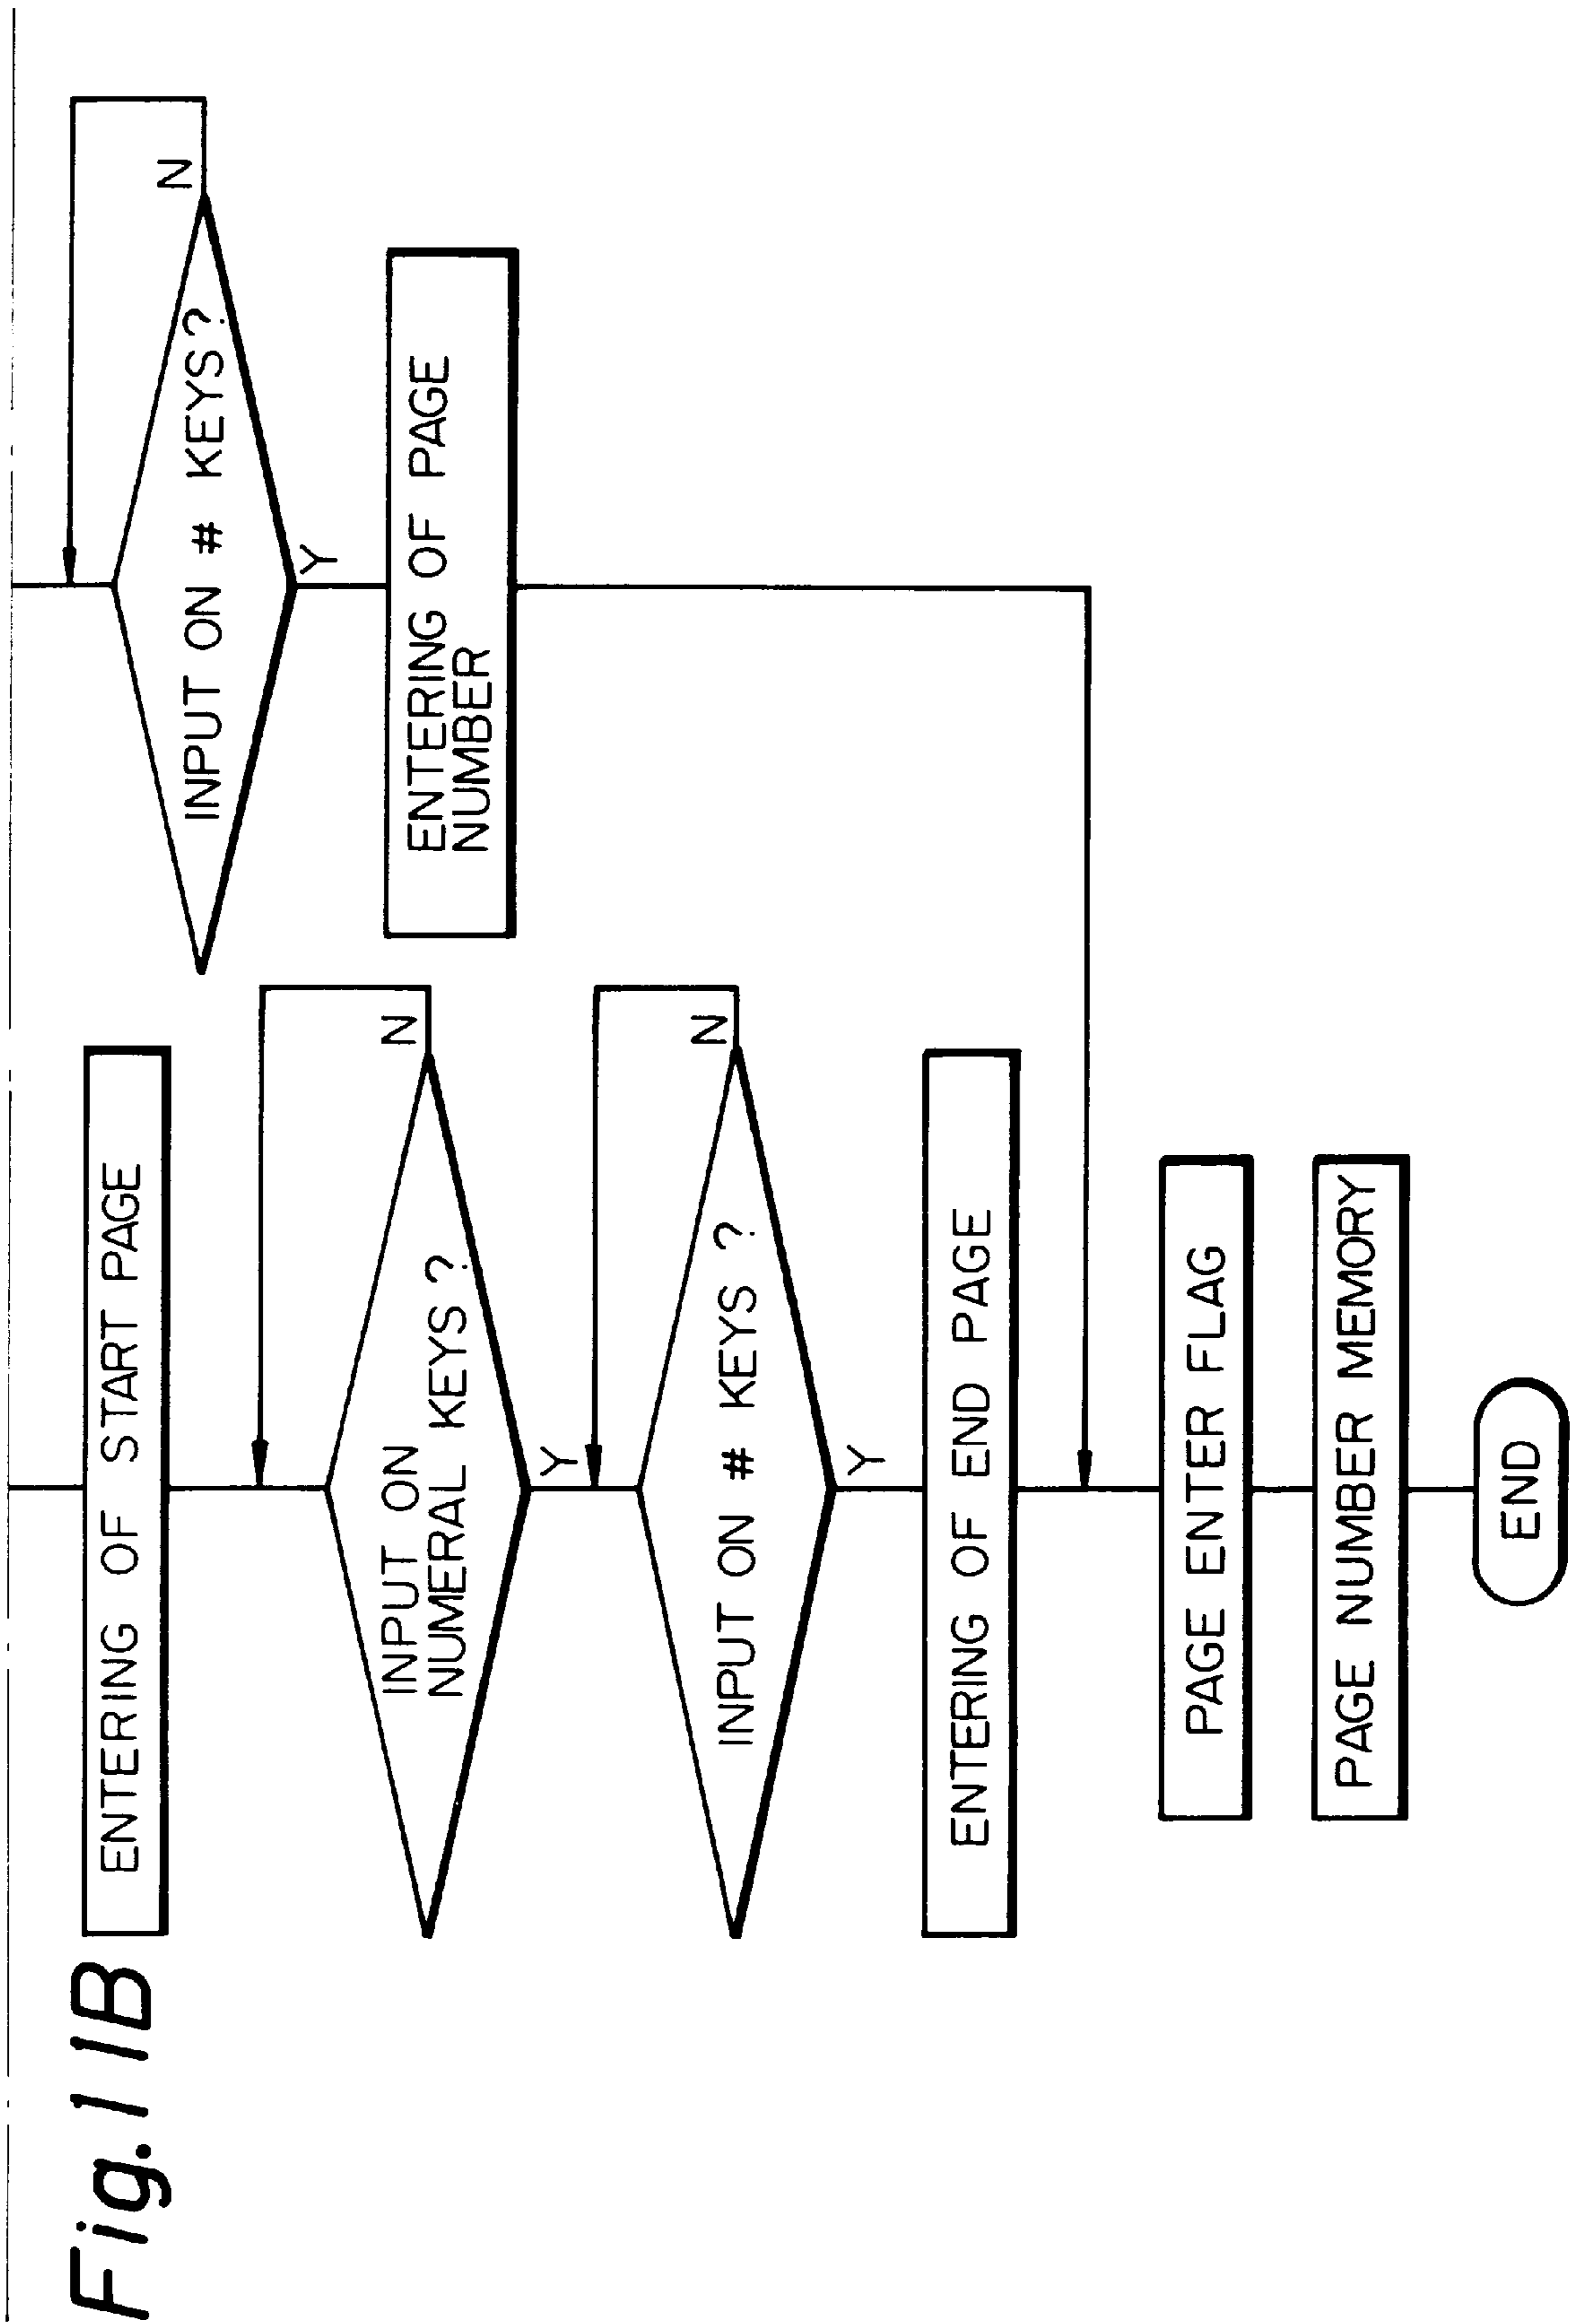 Fig.11B
ENTERING OF START PAGE
INPUT ON
NUMERAL KEYS?
N
Y
INPUT ON # KEYS ?
N
Y
ENTERING OF END PAGE
INPUT ON # KEYS?
N
Y
ENTERING OF PAGE
NUMBER
PAGE ENTER FLAG
PAGE NUMBER MEMORY
END